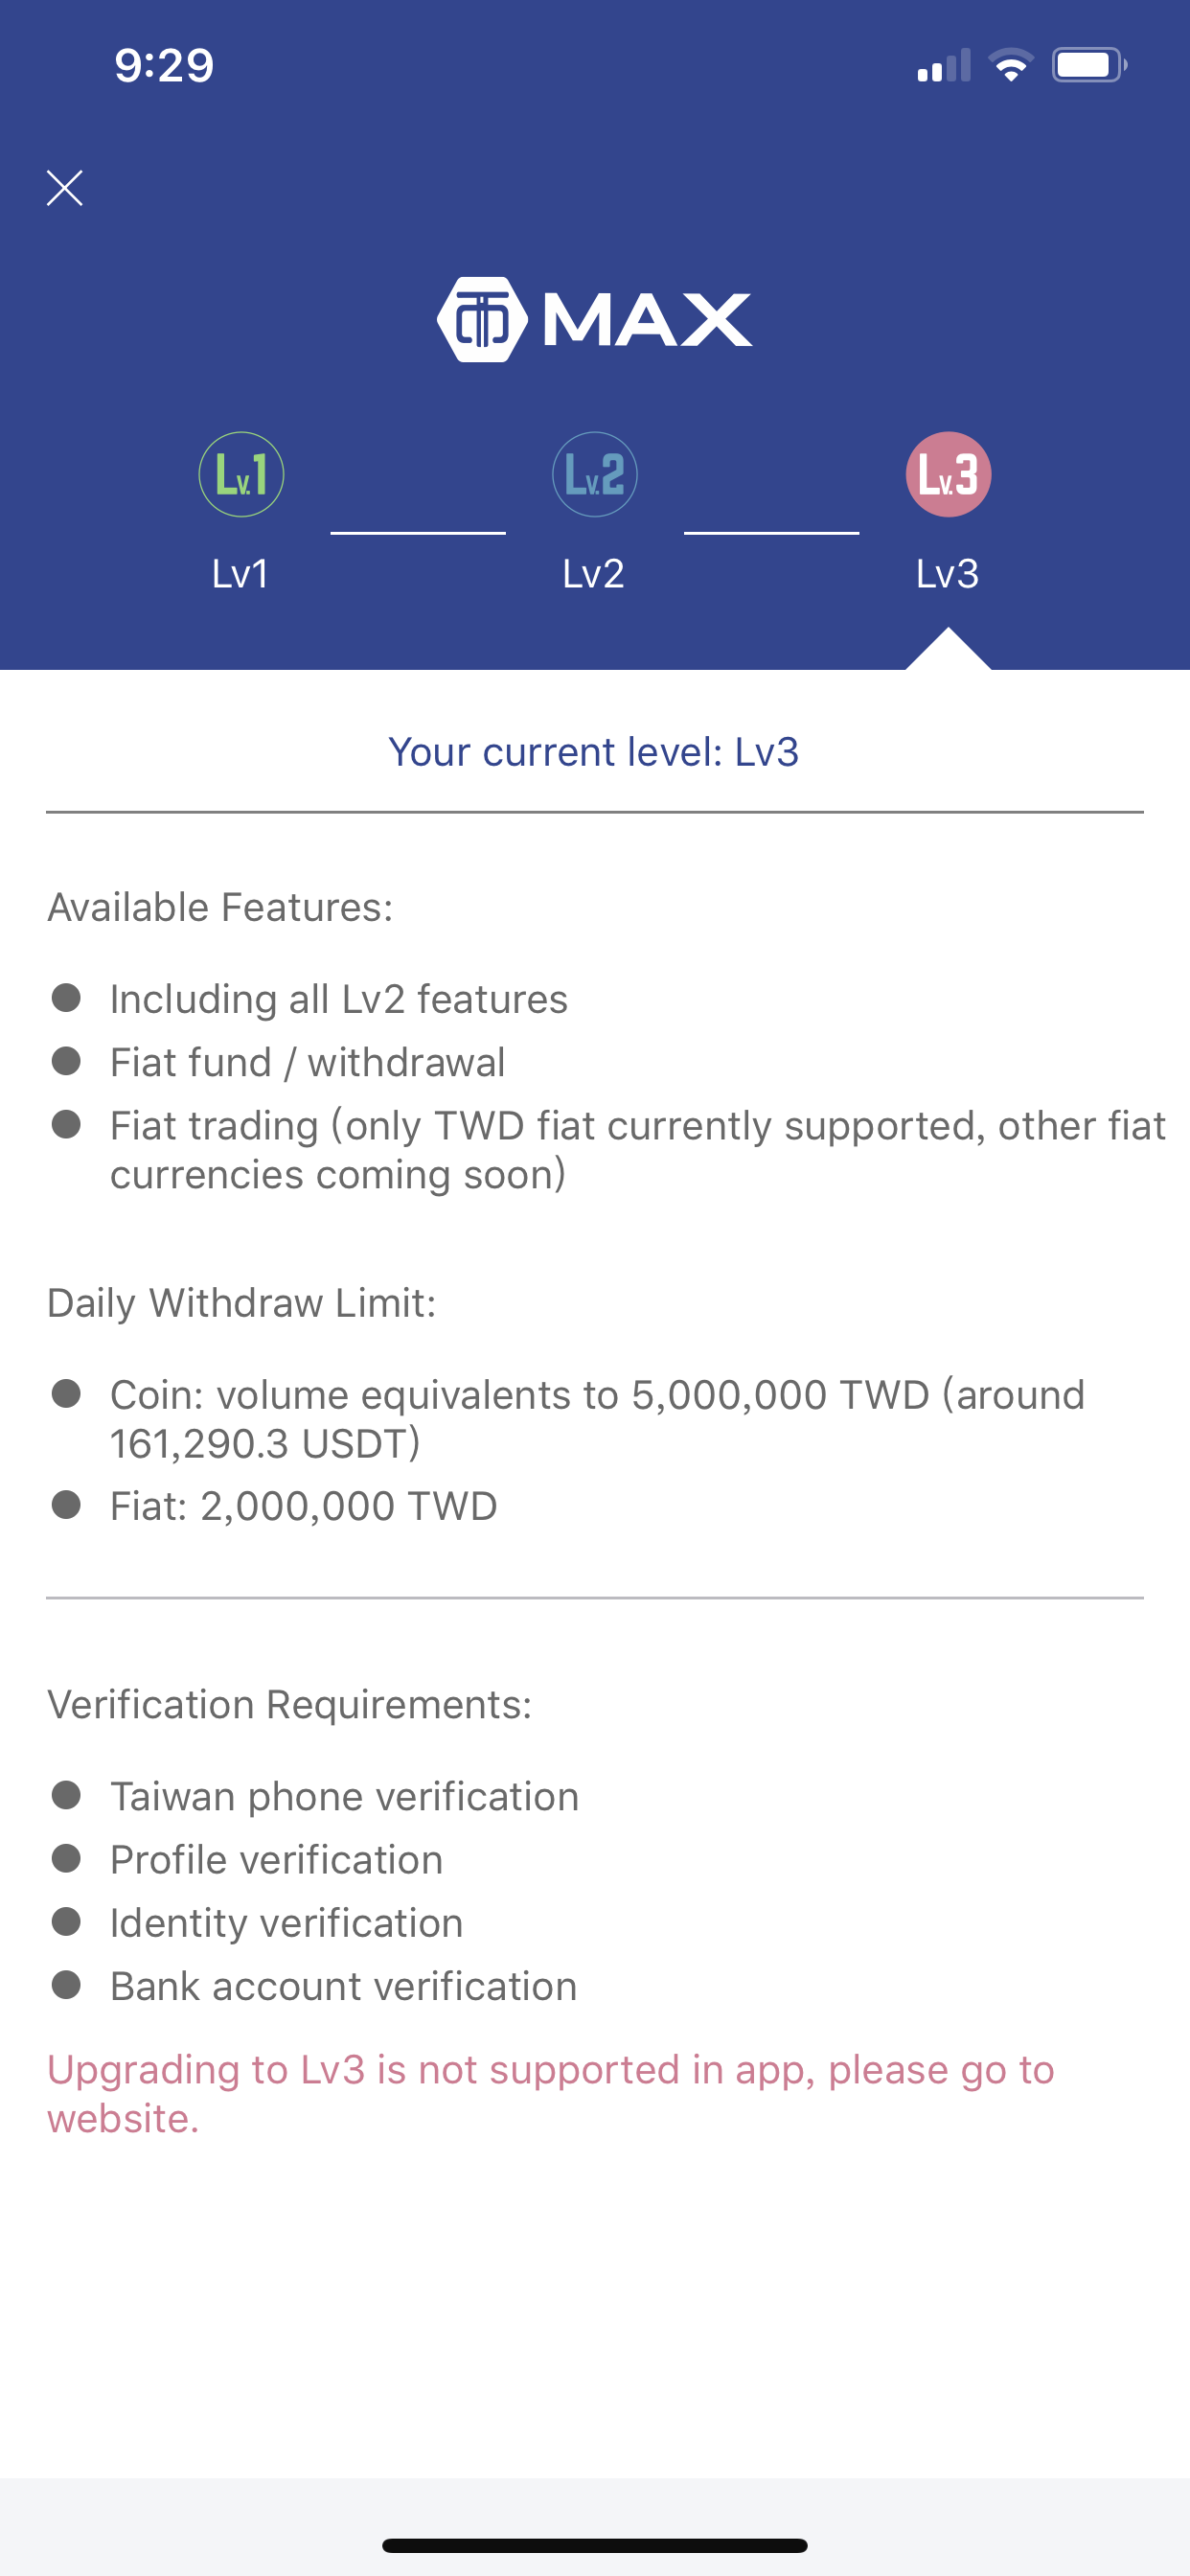 9:29
MAX
Lv.1
Lv.2
Lv.3
Lv1
Lv2
Lv3
Your current level: Lv3
Available Features:
Including all Lv2 features
Fiat fund / withdrawal
Fiat trading (only TWD fiat currently supported, other fiat
currencies coming soon)
Daily Withdraw Limit:
Coin: volume equivalents to 5,000,000 TWD (around
161,290.3 USDT)
Fiat: 2,000,000 TWD
Verification Requirements:
Taiwan phone verification
Profile verification
Identity verification
Bank account verification
Upgrading to Lv3 is not supported in app, please go to
website.